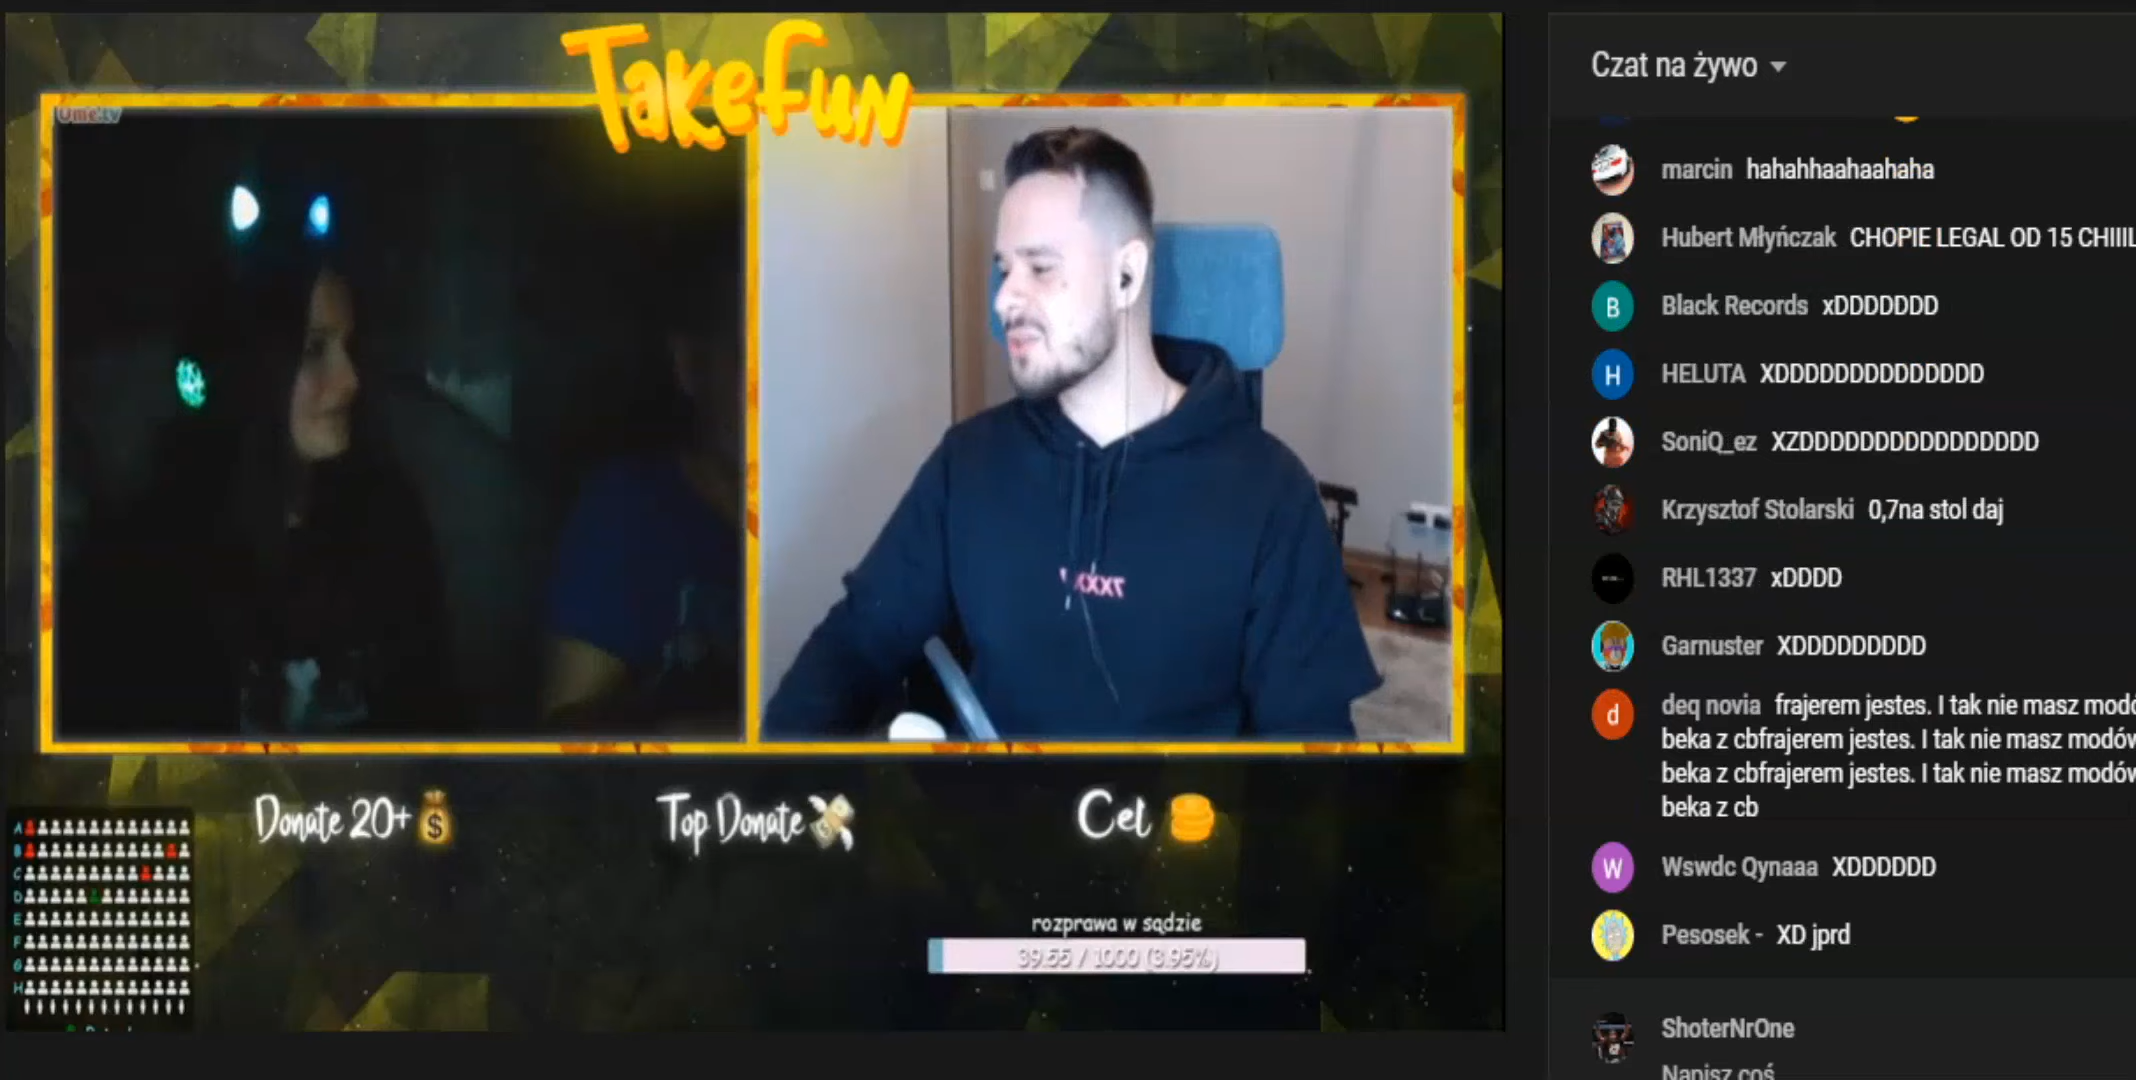 TakeFun
Ome.tv
Donate 20+
Top Donate
Cel
rozprawa w sądzie
39.55 / 1000 (3.95%)
A
B
C
D
E
F
G
H
Czat na żywo
marcin hahahhaahaahaha
Hubert Młyńczak CHOPIE LEGAL OD 15 CHIIIL
Black Records xDDDDDDD
HELUTA XDDDDDDDDDDDDDD
SoniQ_ez XZDDDDDDDDDDDDDDDD
Krzysztof Stolarski 0,7na stol daj
RHL1337 xDDDD
Garnuster XDDDDDDDDD
deq novia frajerem jestes. I tak nie masz modó
beka z cbfrajerem jestes. I tak nie masz modów
beka z cbfrajerem jestes. I tak nie masz modów
beka z cb
Wswdc Qynaaa XDDDDDD
Pesosek - XD jprd
ShoterNrOne
Napisz coś